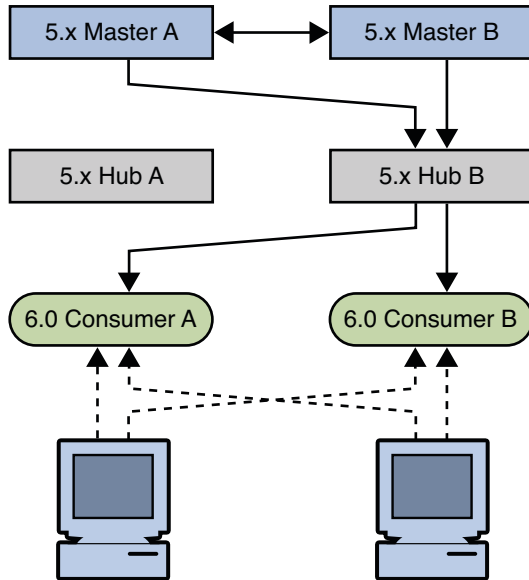 5.x Master A
5.x Master B
5.x Hub A
5.x Hub B
6.0 Consumer A
6.0 Consumer B